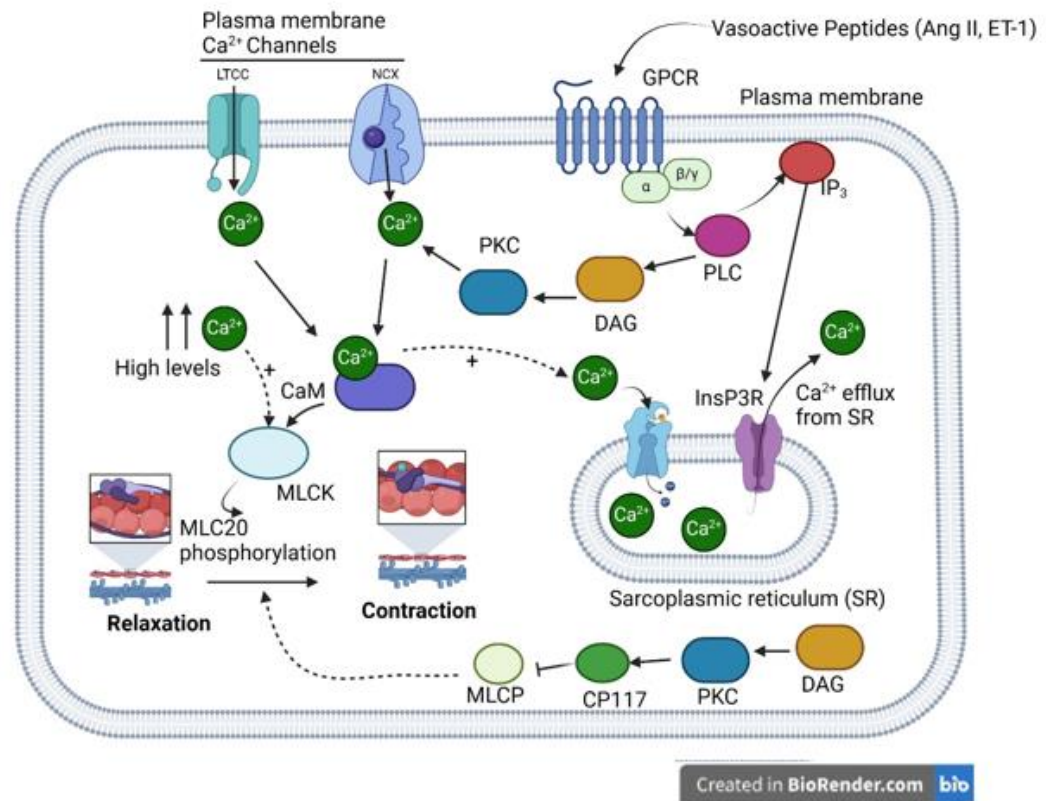 Plasma membrane
Ca²⁺ Channels
LTCC
NCX
Vasoactive Peptides (Ang II, ET-1)
GPCR
Plasma membrane
α
β/γ
IP₃
PLC
Ca²⁺
Ca²⁺
PKC
DAG
Ca²⁺
High levels
+
Ca²⁺
CaM
+
Ca²⁺
InsP3R
Ca²⁺
Ca²⁺ efflux
from SR
MLCK
MLC20
phosphorylation
Relaxation
Contraction
Ca²⁺
Ca²⁺
Sarcoplasmic reticulum (SR)
MLCP
CP117
PKC
DAG
Created in BioRender.com bio